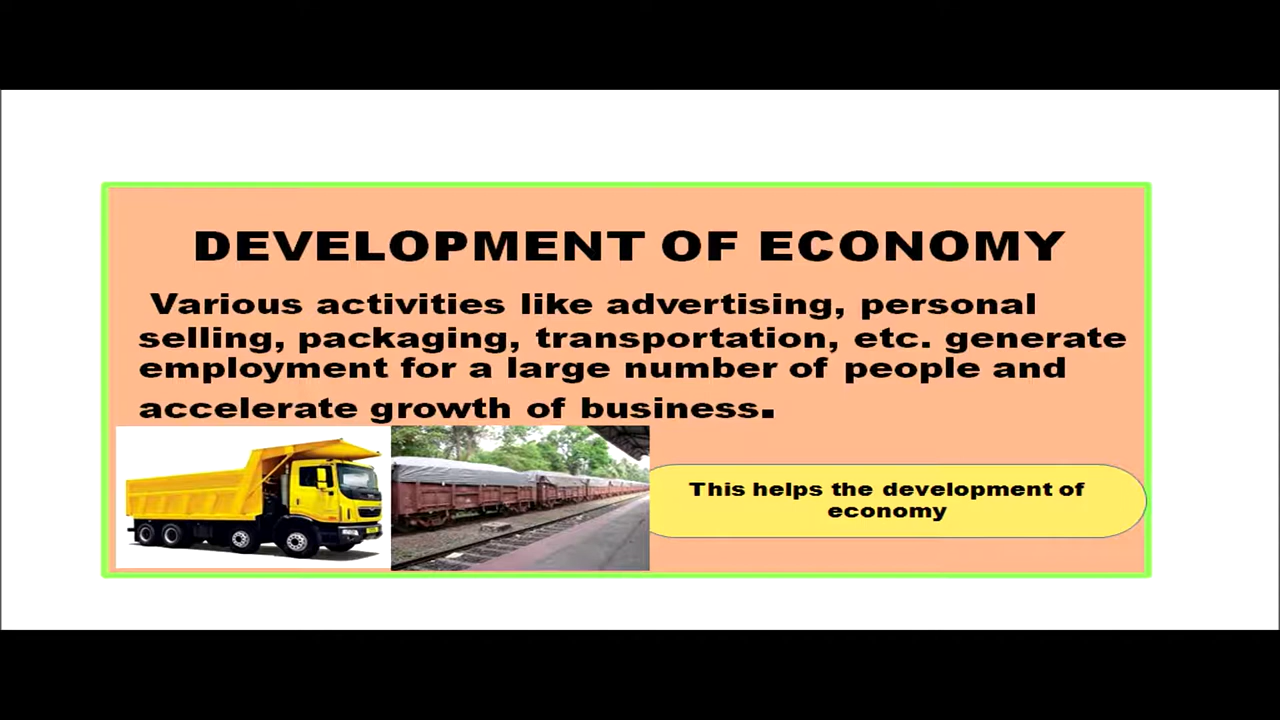 DEVELOPMENT OF ECONOMY
Various activities like advertising, personal
selling, packaging, transportation, etc. generate
employment for a large number of people and
accelerate growth of business.
This helps the development of
economy